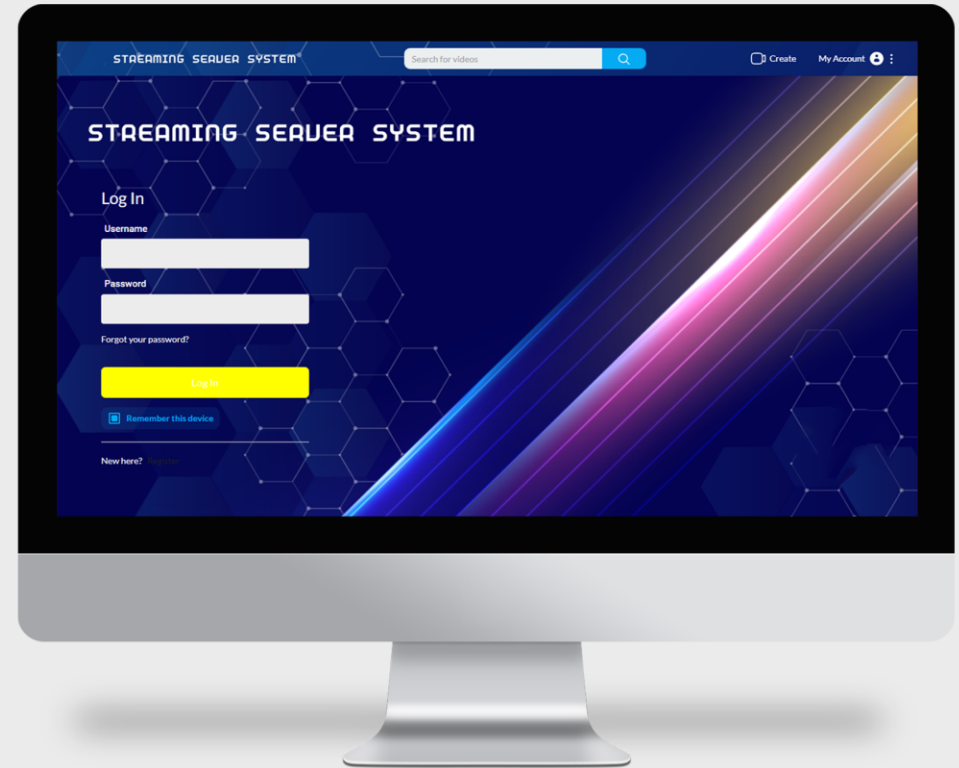 STREAMING SERVER SYSTEM
Search for videos
Create
My Account
STREAMING SERVER SYSTEM
Log In
Username
Password
Forgot your password?
Log In
Remember this device
New here? Register